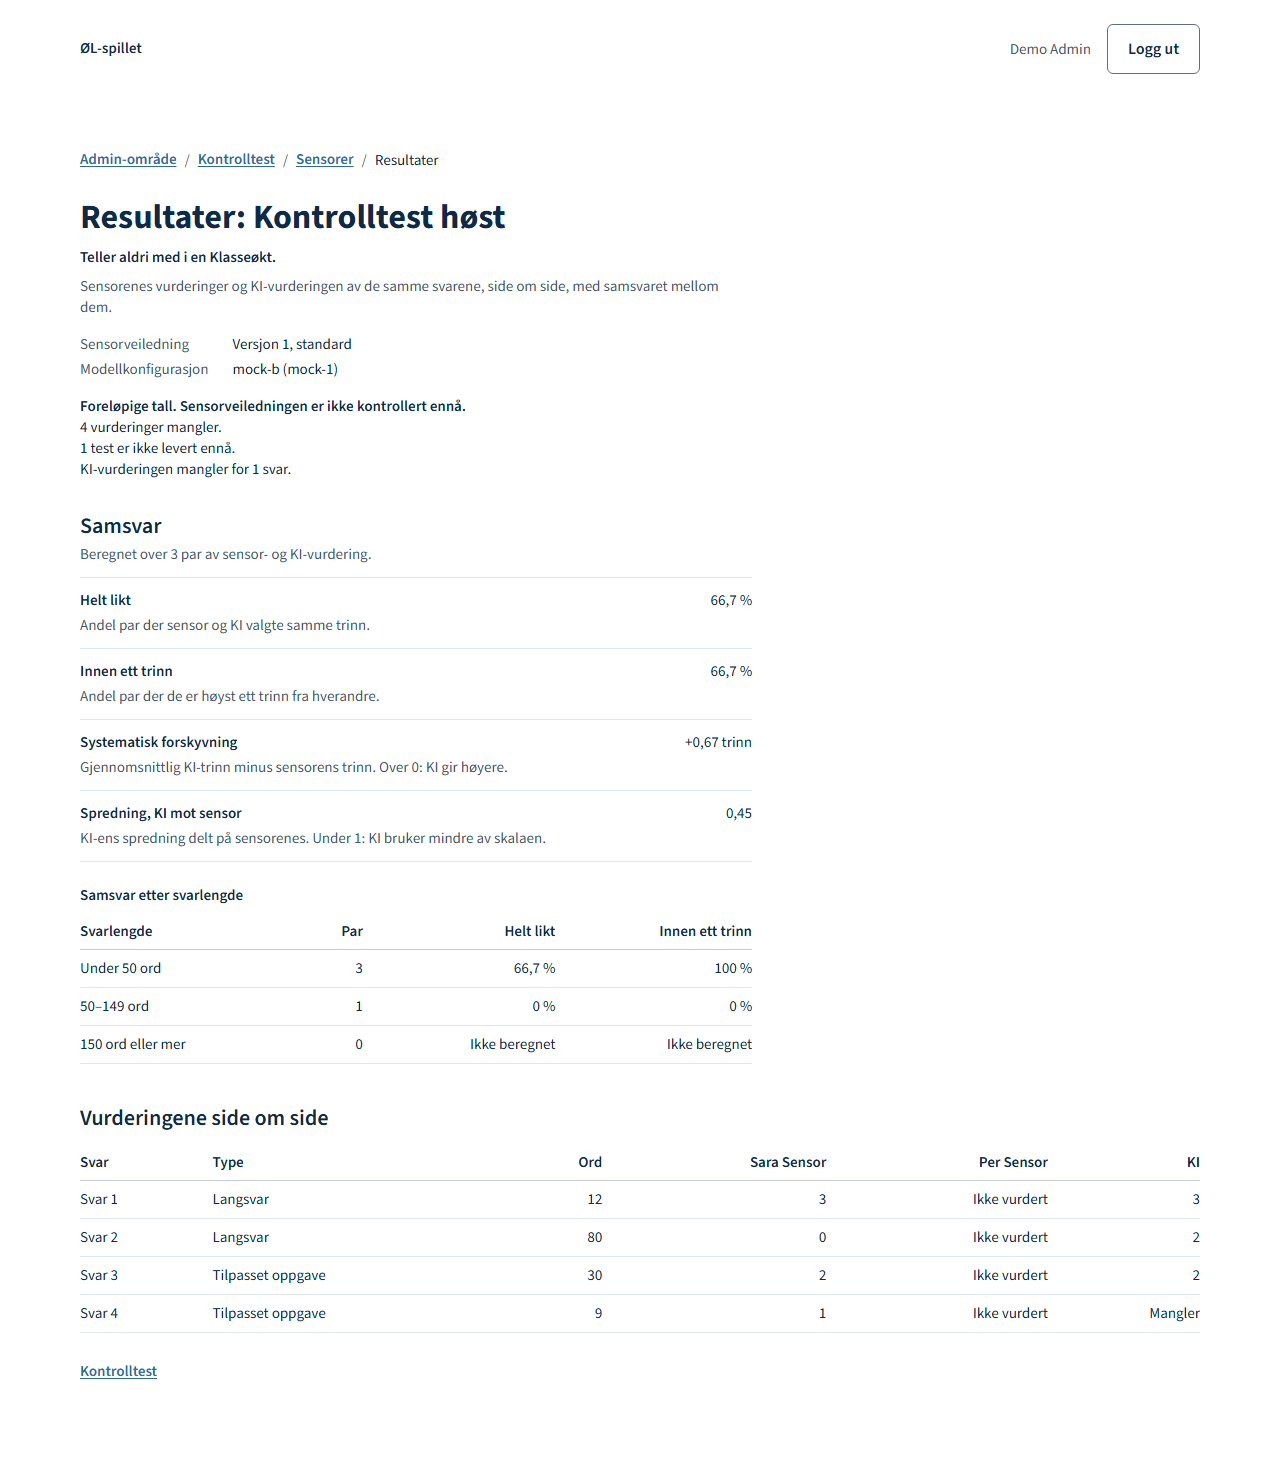 ØL-spillet
Demo Admin
Logg ut
Admin-område / Kontrolltest / Sensorer / Resultater
Resultater: Kontrolltest høst
Teller aldri med i en Klasseøkt.
Sensorenes vurderinger og KI-vurderingen av de samme svarene, side om side, med samsvaret mellom
dem.
Sensorveiledning Versjon 1, standard
Modellkonfigurasjon mock-b (mock-1)
Foreløpige tall. Sensorveiledningen er ikke kontrollert ennå.
4 vurderinger mangler.
1 test er ikke levert ennå.
KI-vurderingen mangler for 1 svar.
Samsvar
Beregnet over 3 par av sensor- og KI-vurdering.
Helt likt 66,7 %
Andel par der sensor og KI valgte samme trinn.
Innen ett trinn 66,7 %
Andel par der de er høyst ett trinn fra hverandre.
Systematisk forskyvning +0,67 trinn
Gjennomsnittlig KI-trinn minus sensorens trinn. Over 0: KI gir høyere.
Spredning, KI mot sensor 0,45
KI-ens spredning delt på sensorenes. Under 1: KI bruker mindre av skalaen.
Samsvar etter svarlengde
Svarlengde Par Helt likt Innen ett trinn
Under 50 ord 3 66,7 % 100 %
50–149 ord 1 0 % 0 %
150 ord eller mer 0 Ikke beregnet Ikke beregnet
Vurderingene side om side
Svar Type Ord Sara Sensor Per Sensor KI
Svar 1 Langsvar 12 3 Ikke vurdert 3
Svar 2 Langsvar 80 0 Ikke vurdert 2
Svar 3 Tilpasset oppgave 30 2 Ikke vurdert 2
Svar 4 Tilpasset oppgave 9 1 Ikke vurdert Mangler
Kontrolltest